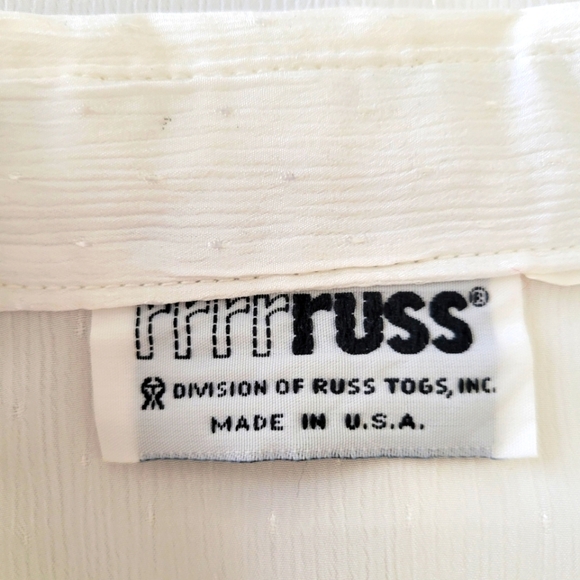 rrrrruss®
DIVISION OF RUSS TOGS, INC.
MADE IN U.S.A.